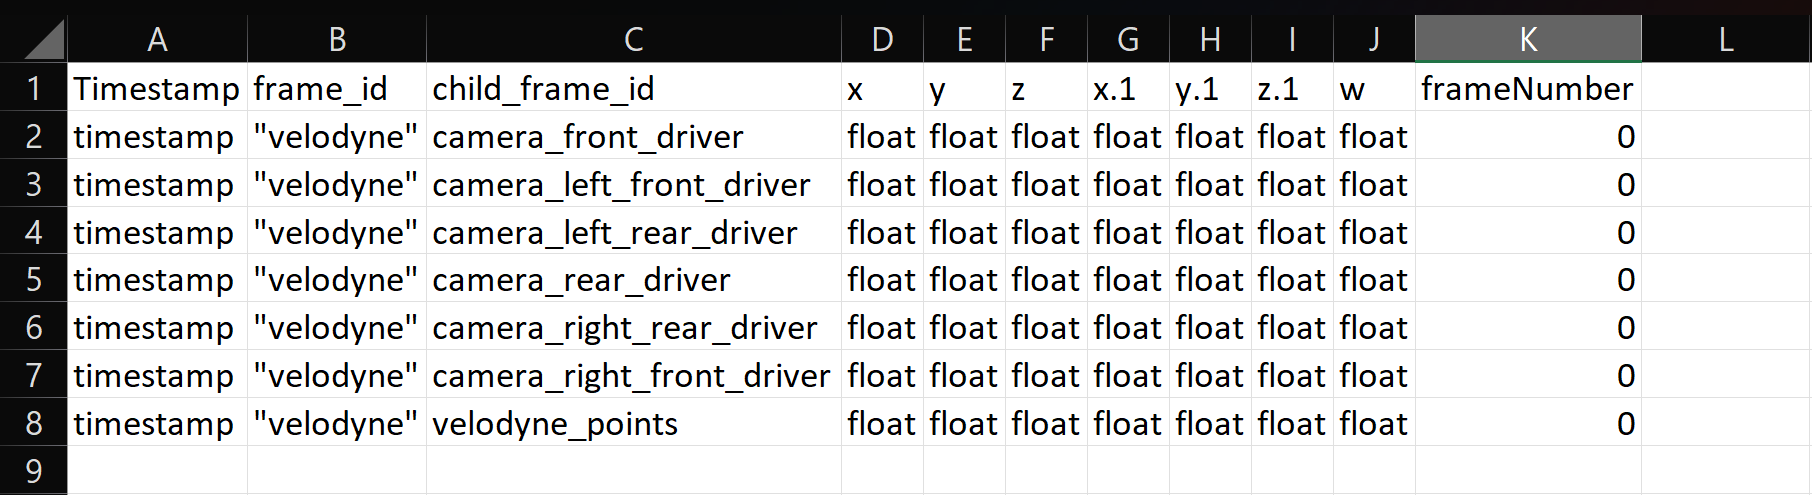 A B C D E F G H I J K L
1 Timestamp frame_id child_frame_id x y z x.1 y.1 z.1 w frameNumber
2 timestamp "velodyne" camera_front_driver float float float float float float float 0
3 timestamp "velodyne" camera_left_front_driver float float float float float float float 0
4 timestamp "velodyne" camera_left_rear_driver float float float float float float float 0
5 timestamp "velodyne" camera_rear_driver float float float float float float float 0
6 timestamp "velodyne" camera_right_rear_driver float float float float float float float 0
7 timestamp "velodyne" camera_right_front_driver float float float float float float float 0
8 timestamp "velodyne" velodyne_points float float float float float float float 0
9